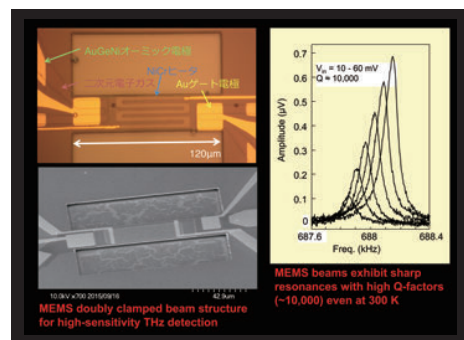 AuGeNiオーミック電極
二次元電子ガス
NiCrヒータ
Auゲート電極
120μm
10.0kV x700 2015/09/16
42.9um
MEMS doubly clamped beam structure
for high-sensitivity THz detection
Vin = 10 - 60 mV
Q ≈ 10,000
Amplitude (μV)
0.7
0.6
0.5
0.4
0.3
0.2
0.1
0
687.6
688
688.4
Freq. (kHz)
MEMS beams exhibit sharp
resonances with high Q-factors
(~10,000) even at 300 K